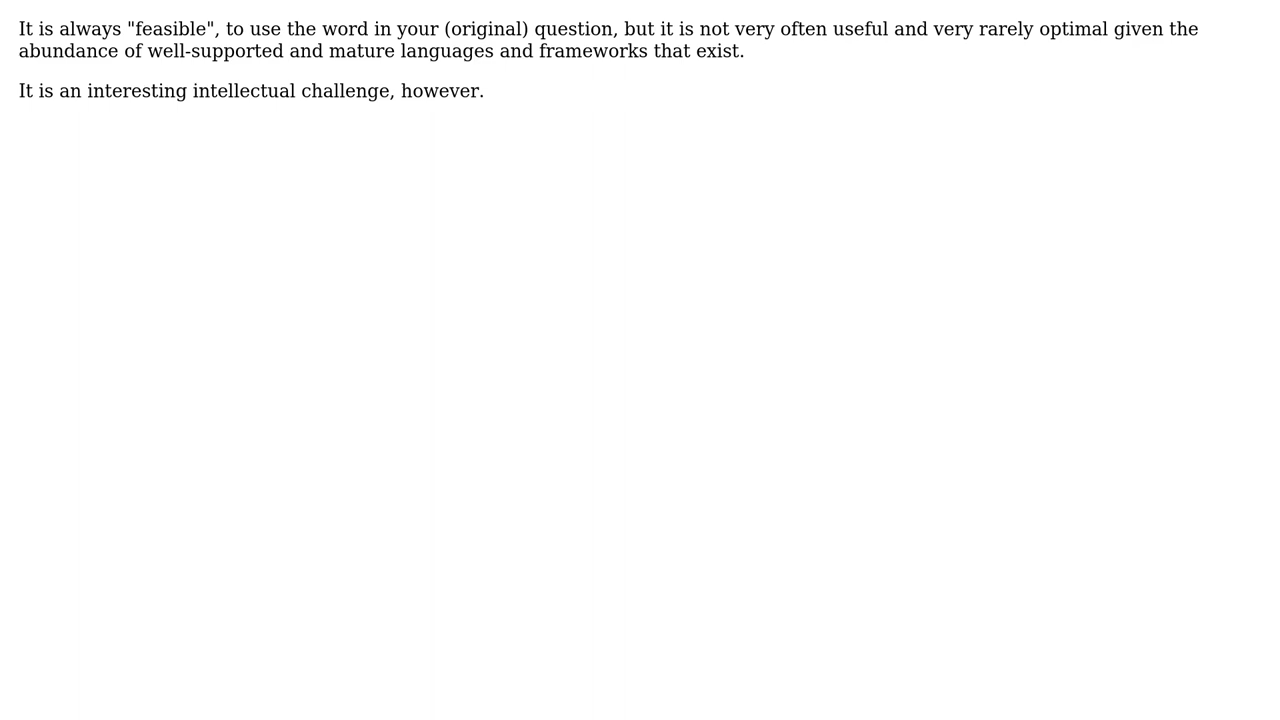 It is always "feasible", to use the word in your (original) question, but it is not very often useful and very rarely optimal given the
abundance of well-supported and mature languages and frameworks that exist.
It is an interesting intellectual challenge, however.